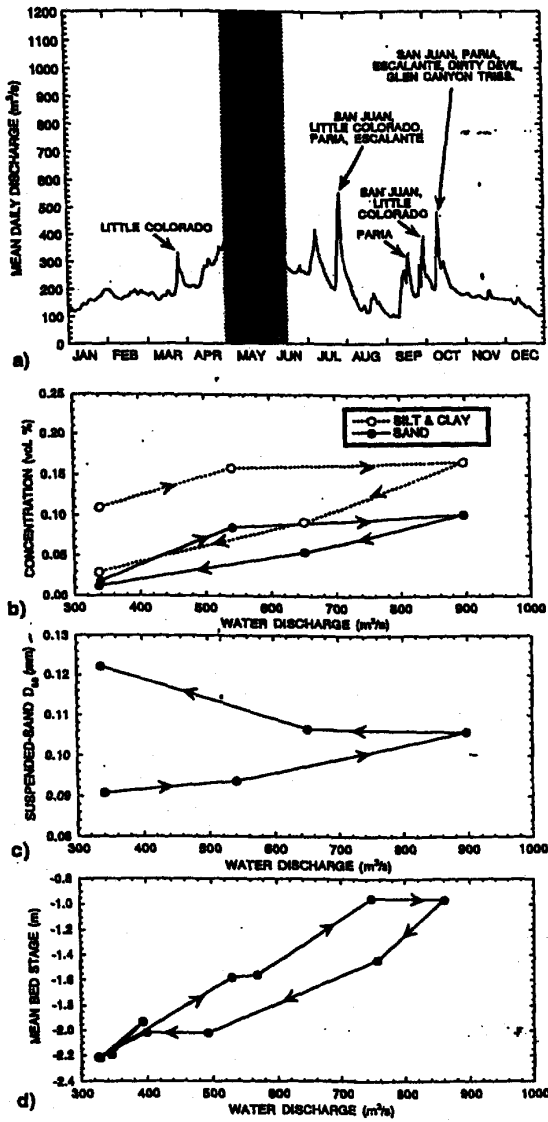 1200
1000
800
700
600
500
400
300
200
100
0
MEAN DAILY DISCHARGE (m³/s)
SAN JUAN, PARIA,
ESCALANTE, DIRTY DEVIL,
GLEN CANYON TRIBS.
SAN JUAN,
LITTLE COLORADO,
PARIA, ESCALANTE
SAN JUAN,
LITTLE
COLORADO
PARIA
LITTLE COLORADO
JAN FEB MAR APR MAY JUN JUL AUG SEP OCT NOV DEC
a)
0.25
0.20
0.15
0.10
0.05
0.00
CONCENTRATION (vol. %)
SILT & CLAY
SAND
300 400 500 600 700 800 900 1000
WATER DISCHARGE (m³/s)
b)
0.13
0.12
0.11
0.10
0.09
SUSPENDED-SAND (mm)
300 400 500 600 700 800 900 1000
WATER DISCHARGE (m³/s)
c)
-0.8
-1.0
-1.2
-1.4
-1.6
-1.8
-2.0
-2.2
-2.4
MEAN BED STAGE (m)
300 400 500 600 700 800 900 1000
WATER DISCHARGE (m³/s)
d)